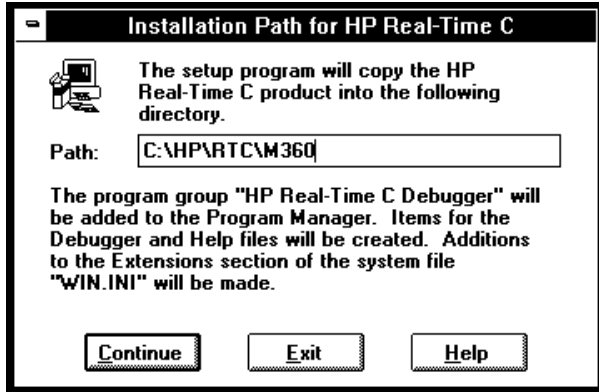 Installation Path for HP Real-Time C
The setup program will copy the HP
Real-Time C product into the following
directory.
Path: C:\HP\RTC\M360
The program group "HP Real-Time C Debugger" will
be added to the Program Manager. Items for the
Debugger and Help files will be created. Additions
to the Extensions section of the system file
"WIN.INI" will be made.
Continue Exit Help